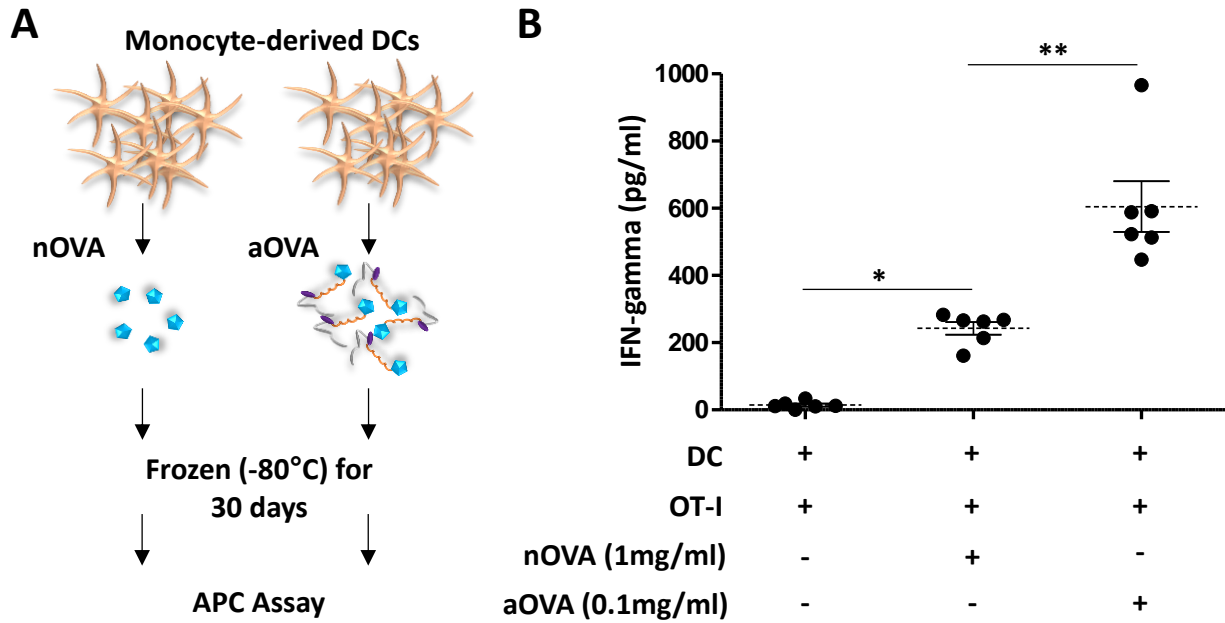 A
Monocyte-derived DCs
nOVA
aOVA
Frozen (-80°C) for
30 days
APC Assay
B
**
*
IFN-gamma (pg/ml)
1000
800
600
400
200
0
DC + + +
OT-I + + +
nOVA (1mg/ml) - + -
aOVA (0.1mg/ml) - - +